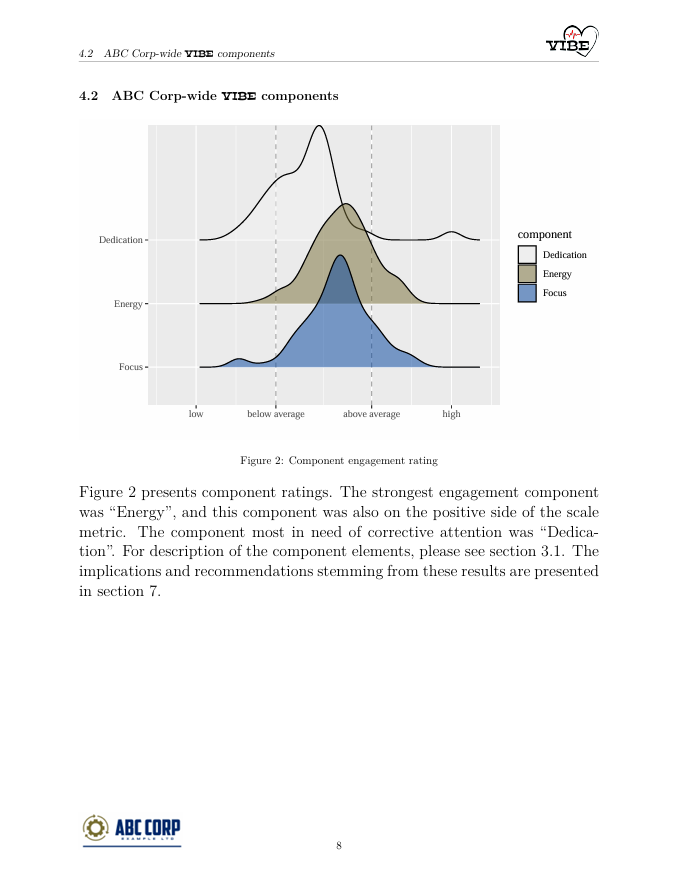 4.2 ABC Corp-wide VIBE components
VIBE
4.2 ABC Corp-wide VIBE components
Dedication
Energy
Focus
low
below average
above average
high
component
Dedication
Energy
Focus
Figure 2: Component engagement rating
Figure 2 presents component ratings. The strongest engagement component
was “Energy”, and this component was also on the positive side of the scale
metric. The component most in need of corrective attention was “Dedica-
tion”. For description of the component elements, please see section 3.1. The
implications and recommendations stemming from these results are presented
in section 7.
ABC CORP
EXAMPLE LTD
8